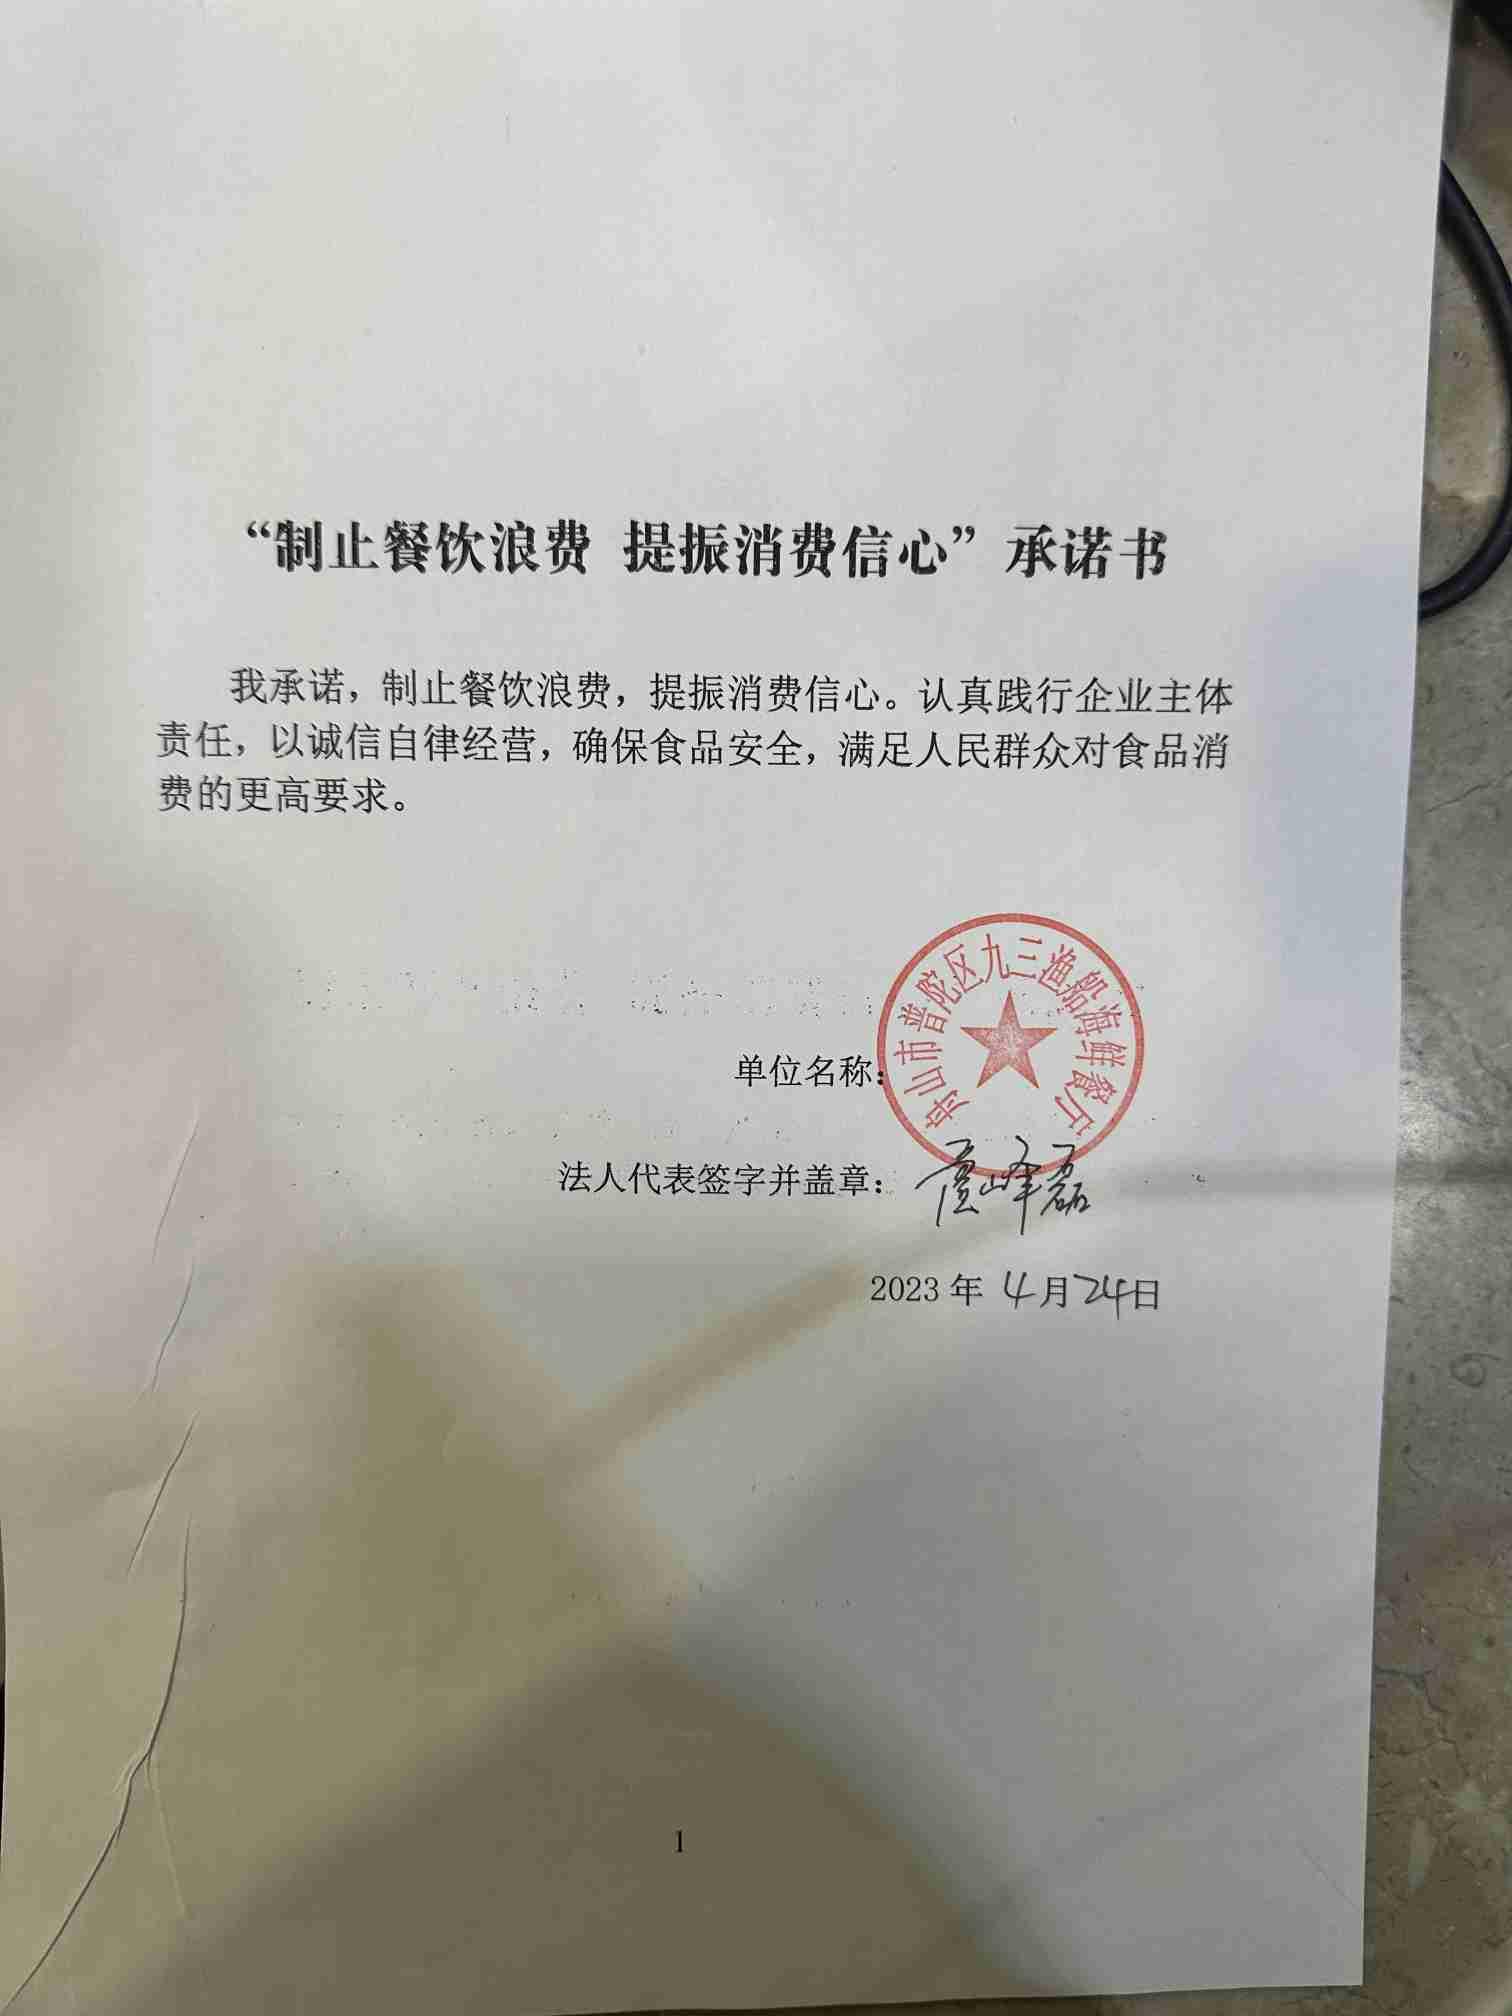 “制止餐饮浪费 提振消费信心”承诺书
我承诺，制止餐饮浪费，提振消费信心。认真践行企业主体
责任，以诚信自律经营，确保食品安全，满足人民群众对食品消
费的更高要求。
舟山市普陀区九三渔船海鲜餐厅
单位名称：
法人代表签字并盖章： 峰磊
2023 年 4月24日
1